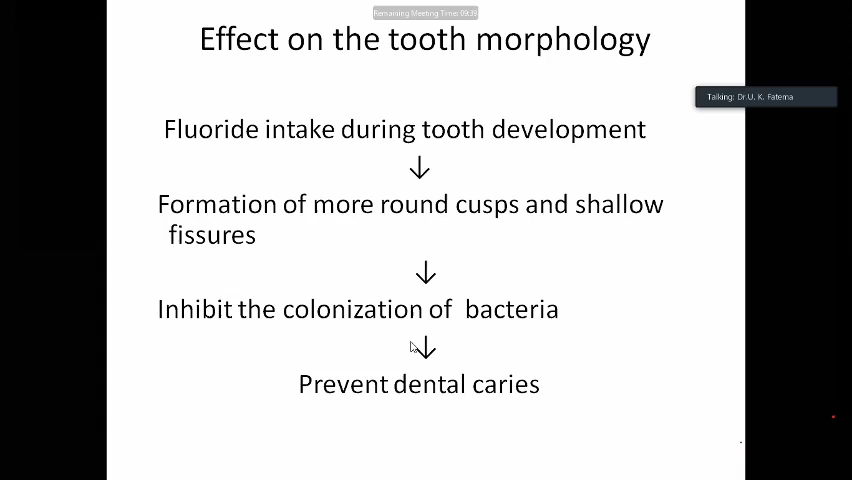 Remaining Meeting Time: 09:39
Effect on the tooth morphology
Talking: Dr.U. K. Fatema
Fluoride intake during tooth development
↓
Formation of more round cusps and shallow
fissures
↓
Inhibit the colonization of bacteria
↓
Prevent dental caries